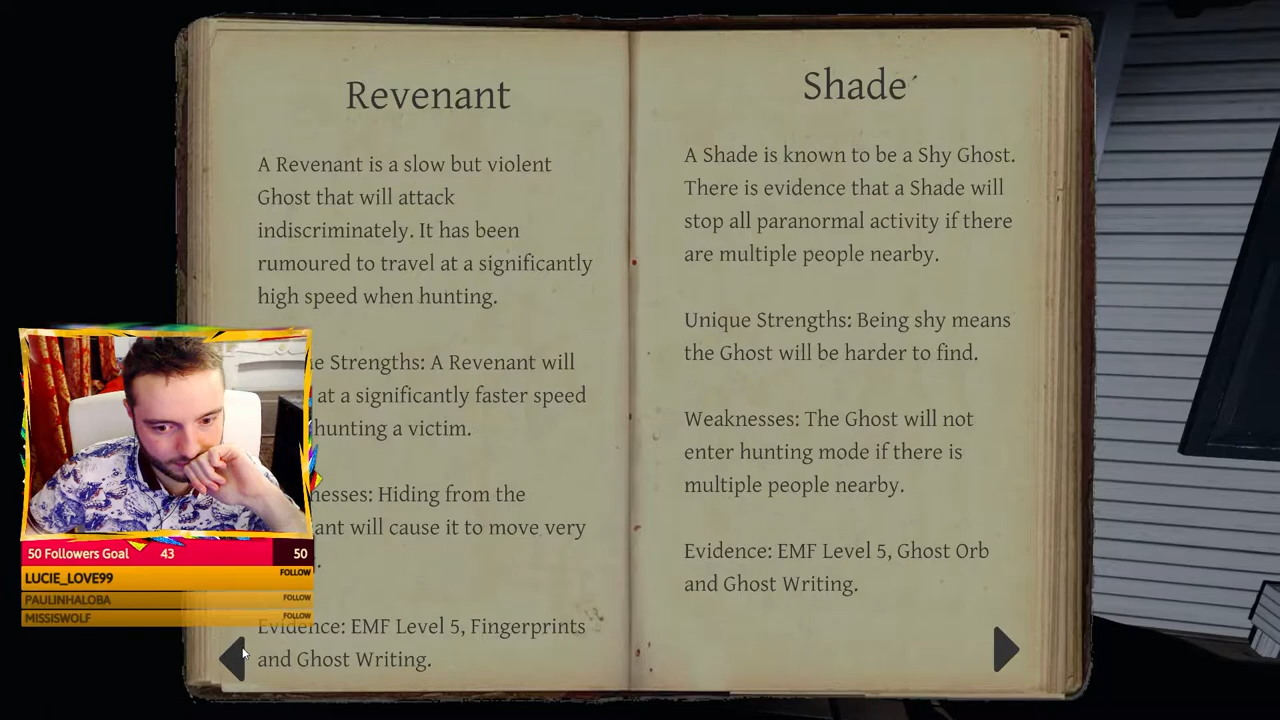 Revenant
A Revenant is a slow but violent
Ghost that will attack
indiscriminately. It has been
rumoured to travel at a significantly
high speed when hunting.
Strengths: A Revenant will
at a significantly faster speed
hunting a victim.
Hiding from the
will cause it to move very
Evidence: EMF Level 5, Fingerprints
and Ghost Writing.
Shade
A Shade is known to be a Shy Ghost.
There is evidence that a Shade will
stop all paranormal activity if there
are multiple people nearby.
Unique Strengths: Being shy means
the Ghost will be harder to find.
Weaknesses: The Ghost will not
enter hunting mode if there is
multiple people nearby.
Evidence: EMF Level 5, Ghost Orb
and Ghost Writing.
50 Followers Goal 43 50
LUCIE_LOVE99 FOLLOW
PAULINHALOBA FOLLOW
MISSISWOLF FOLLOW